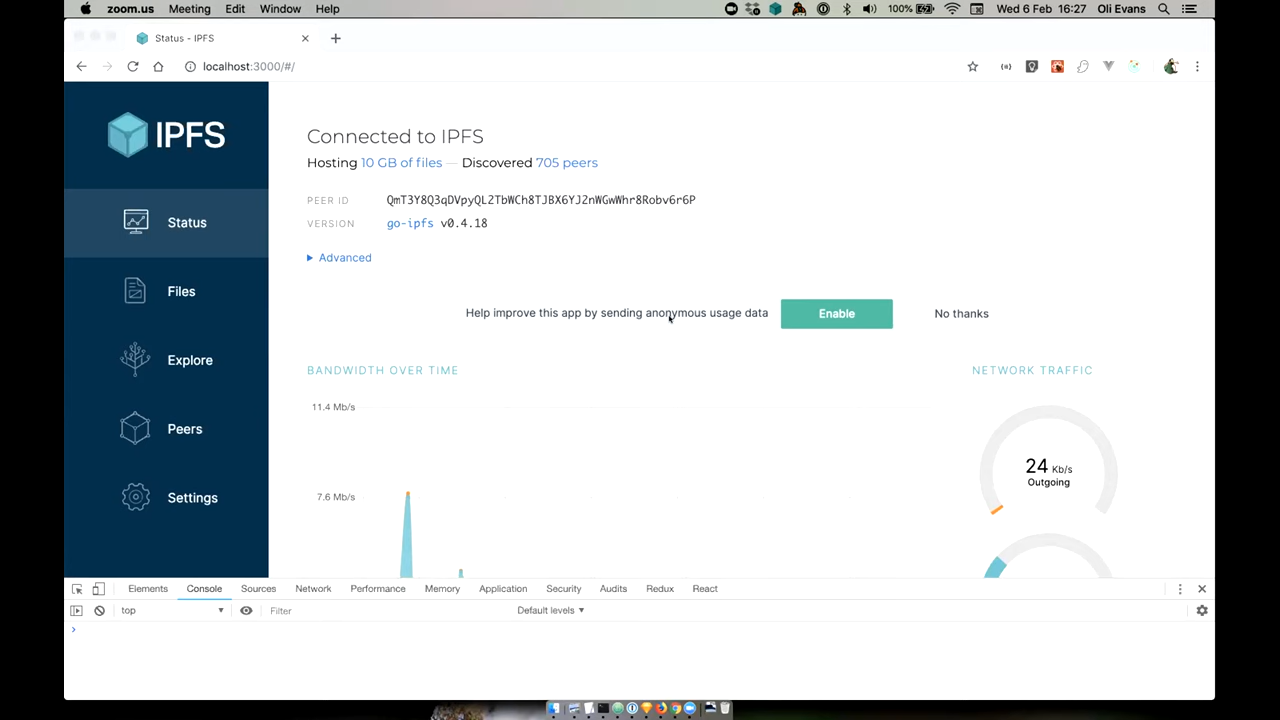 zoom.us Meeting Edit Window Help 100% Wed 6 Feb 16:27 Oli Evans
Status - IPFS
localhost:3000/#/
IPFS
Status
Files
Explore
Peers
Settings
Connected to IPFS
Hosting 10 GB of files — Discovered 705 peers
PEER ID QmT3Y8Q3qDVpyQL2TbWCh8TJBX6YJ2nWGwWhr8Robv6r6P
VERSION go-ipfs v0.4.18
Advanced
Help improve this app by sending anonymous usage data Enable No thanks
BANDWIDTH OVER TIME
11.4 Mb/s
7.6 Mb/s
NETWORK TRAFFIC
24 Kb/s
Outgoing
Elements Console Sources Network Performance Memory Application Security Audits Redux React
top Filter Default levels